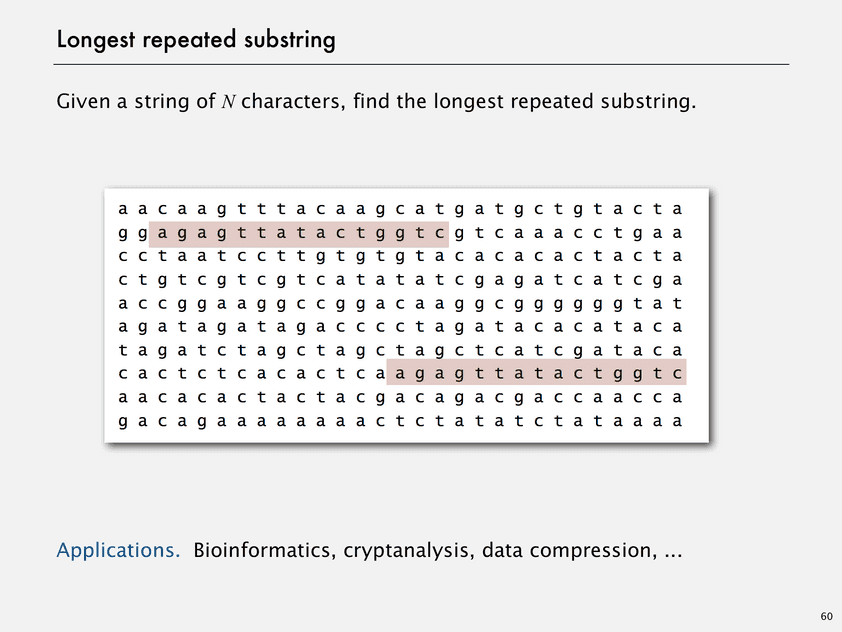 Longest repeated substring
Given a string of N characters, find the longest repeated substring.
a a c a a g t t t a c a a g c a t g a t g c t g t a c t a
g g a g a g t t a t a c t g g t c g t c a a a c c t g a a
c c t a a t c c t t g t g t g t a c a c a c a c t a c t a
c t g t c g t c g t c a t a t a t c g a g a t c a t c g a
a c c g g a a g g c c g g a c a a g g c g g g g g g t a t
a g a t a g a t a g a c c c c t a g a t a c a c a t a c a
t a g a t c t a g c t a g c t a g c t c a t c g a t a c a
c a c t c t c a c a c t c a a g a g t t a t a c t g g t c
a a c a c a c t a c t a c g a c a g a c g a c c a a c c a
g a c a g a a a a a a a a c t c t a t a t c t a t a a a a
Applications. Bioinformatics, cryptanalysis, data compression, ...
60